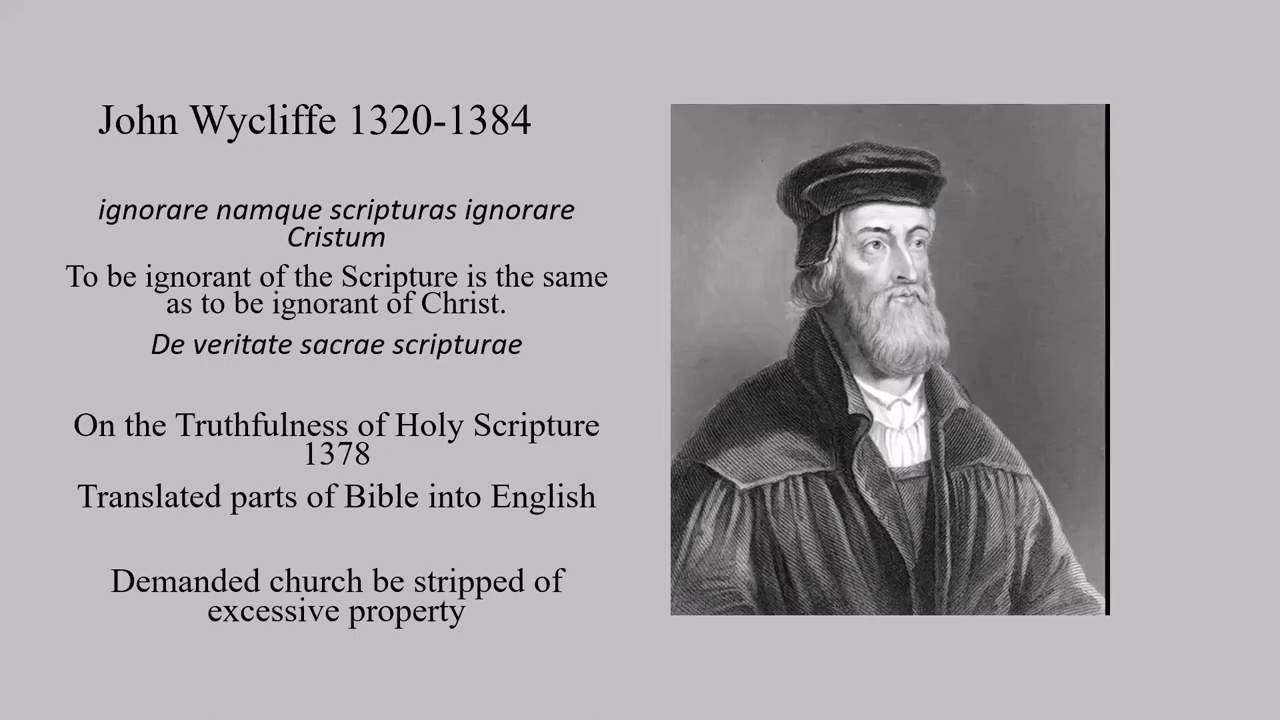 John Wycliffe 1320-1384
ignorare namque scripturas ignorare
Cristum
To be ignorant of the Scripture is the same
as to be ignorant of Christ.
De veritate sacrae scripturae
On the Truthfulness of Holy Scripture
1378
Translated parts of Bible into English
Demanded church be stripped of
excessive property